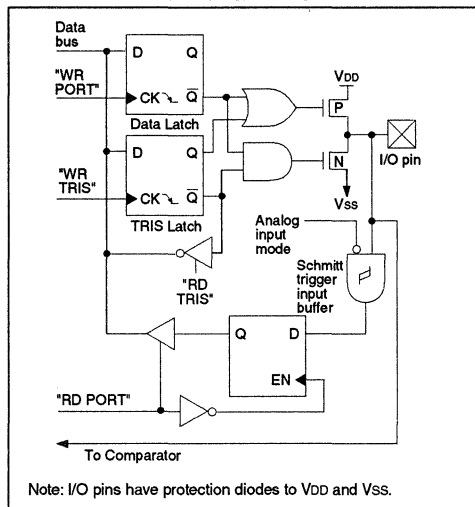 Data
bus
D
Q
"WR
PORT"
CK
Q
Data Latch
VDD
P
I/O pin
D
Q
N
"WR
TRIS"
CK
Q
TRIS Latch
VSS
Analog
input
mode
"RD
TRIS"
Schmitt
trigger
input
buffer
Q
D
EN
"RD PORT"
To Comparator
Note: I/O pins have protection diodes to VDD and VSS.